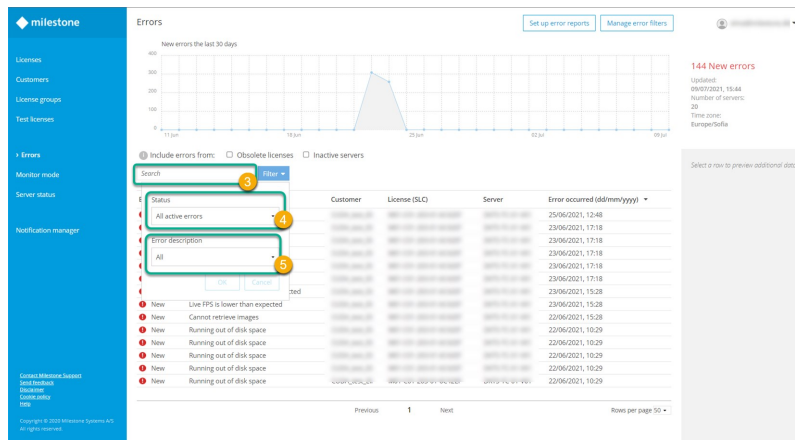 milestone
Licenses
Customers
License groups
Test licenses
> Errors
Monitor mode
Server status
Notification manager
Contact Milestone Support
Send feedback
Disclaimer
Cookie policy
Help
Copyright © 2020 Milestone Systems A/S.
All rights reserved.
Errors
Set up error reports
Manage error filters
New errors the last 30 days
400
300
200
100
0
11 Jun
18 Jun
25 Jun
02 Jul
09 Jul
144 New errors
Updated:
09/07/2021, 15:44
Number of servers:
20
Time zone:
Europe/Sofia
Select a row to preview additional data
Include errors from: Obsolete licenses Inactive servers
Search
Filter
3
Status
All active errors
4
Error description
All
5
OK Cancel
E Customer License (SLC) Server Error occurred (dd/mm/yyyy)
25/06/2021, 12:48
23/06/2021, 17:18
23/06/2021, 17:18
23/06/2021, 17:18
23/06/2021, 17:18
23/06/2021, 17:18
cted 23/06/2021, 15:28
New Live FPS is lower than expected 23/06/2021, 15:28
New Cannot retrieve images 22/06/2021, 15:28
New Running out of disk space 22/06/2021, 10:29
New Running out of disk space 22/06/2021, 10:29
New Running out of disk space 22/06/2021, 10:29
New Running out of disk space 22/06/2021, 10:29
New Running out of disk space 22/06/2021, 10:29
Previous 1 Next
Rows per page 50